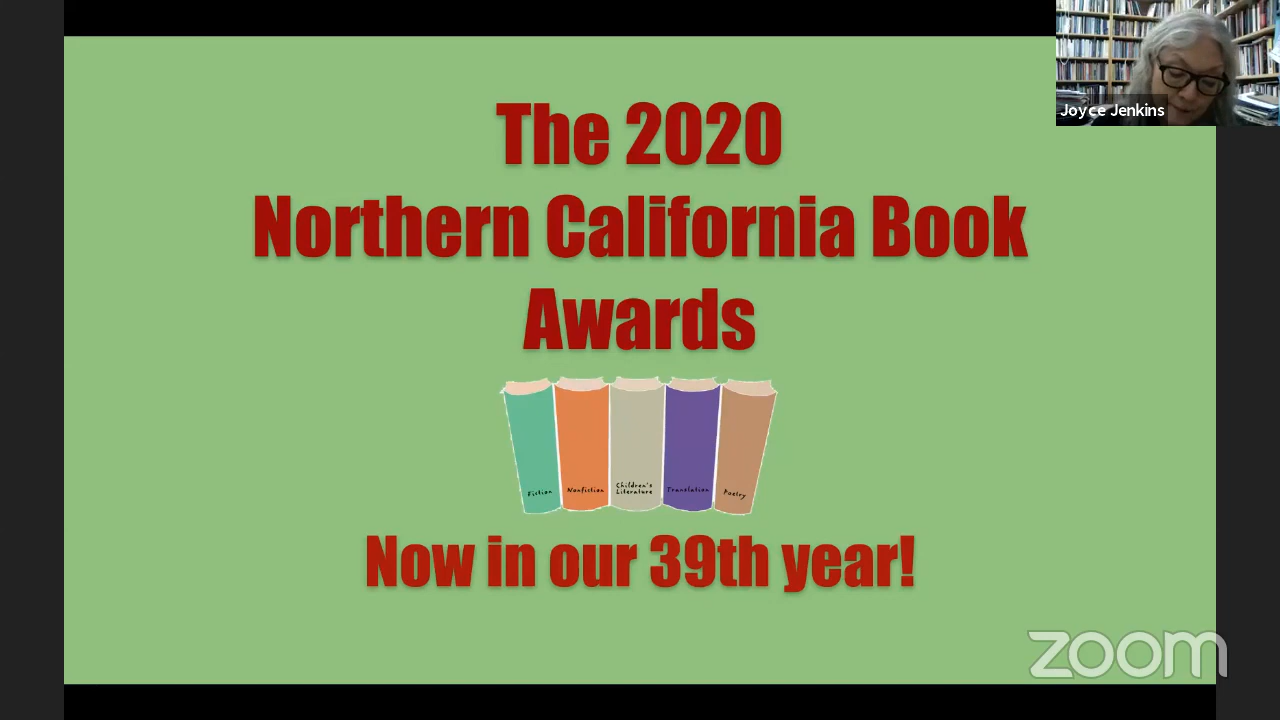 Joyce Jenkins
The 2020
Northern California Book
Awards
Fiction
Nonfiction
Children's
Literature
Translation
Poetry
Now in our 39th year!
zoom